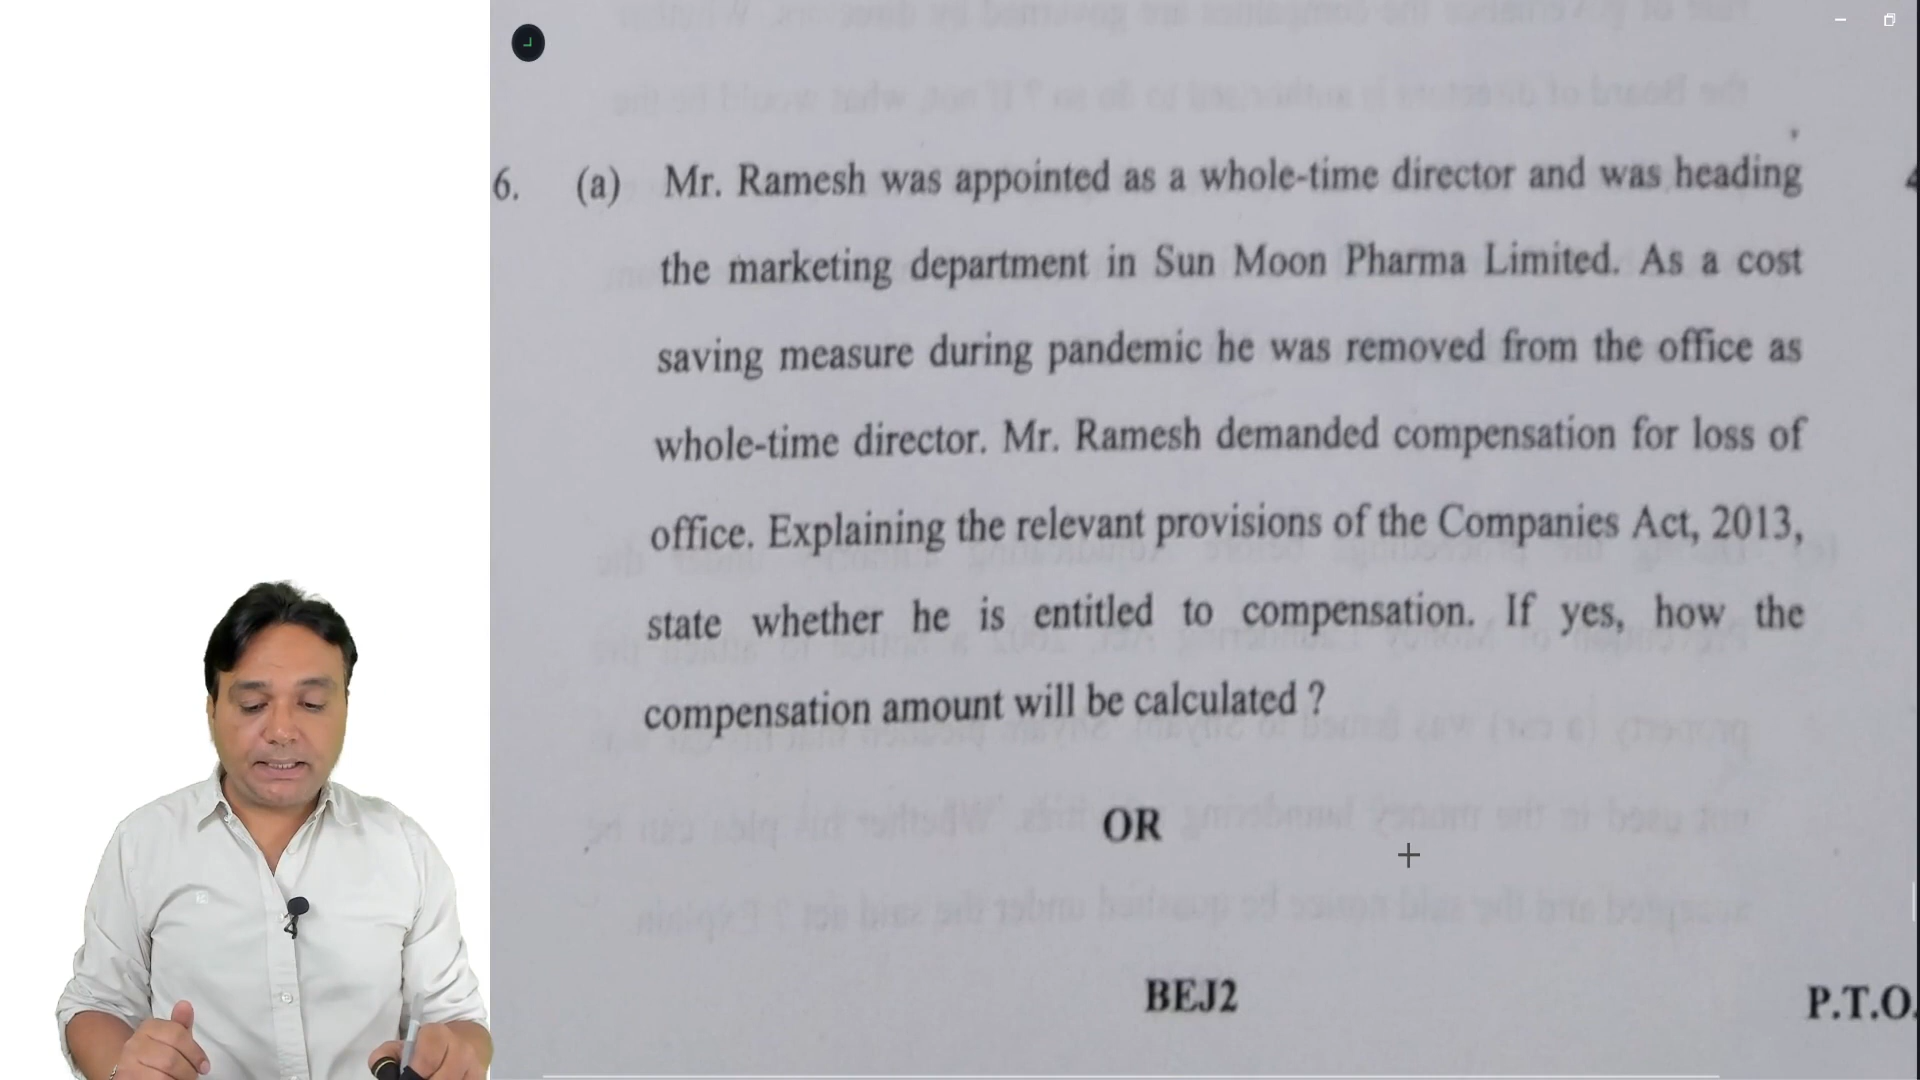 6. (a) Mr. Ramesh was appointed as a whole-time director and was heading 4
the marketing department in Sun Moon Pharma Limited. As a cost
saving measure during pandemic he was removed from the office as
whole-time director. Mr. Ramesh demanded compensation for loss of
office. Explaining the relevant provisions of the Companies Act, 2013,
state whether he is entitled to compensation. If yes, how the
compensation amount will be calculated ?
OR
BEJ2
P.T.O.